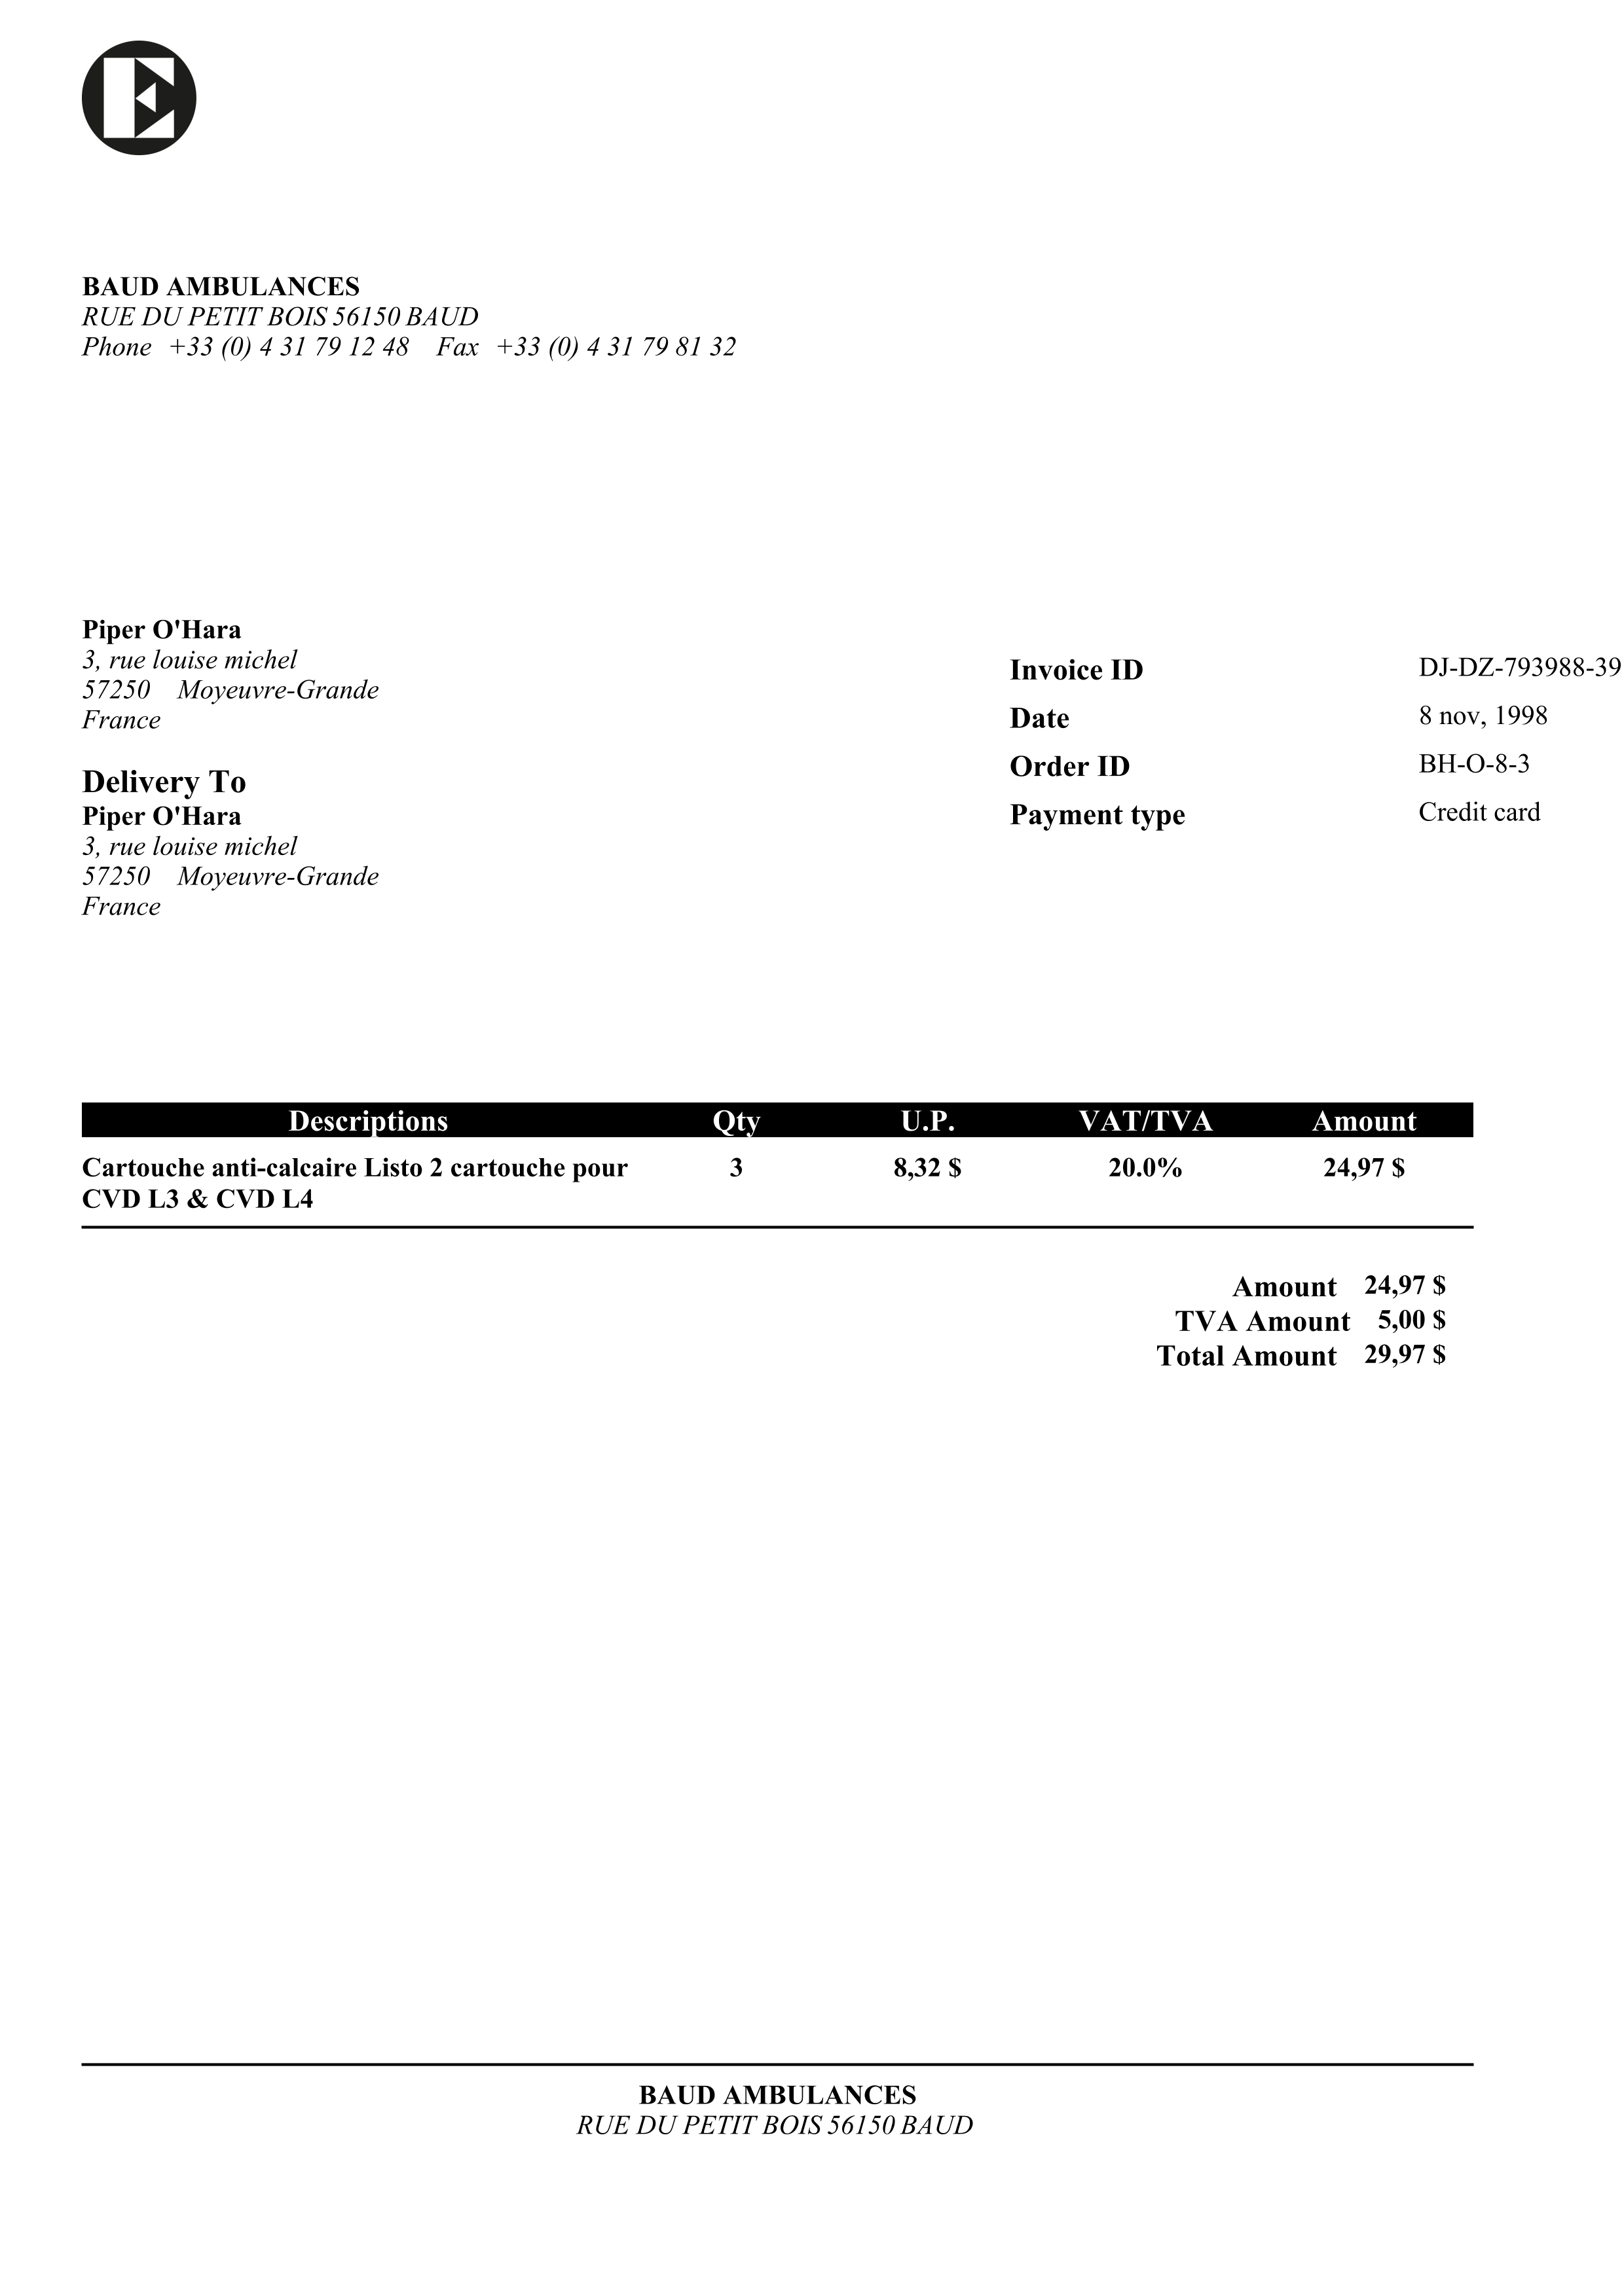 E
BAUD AMBULANCES
RUE DU PETIT BOIS 56150 BAUD
Phone +33 (0) 4 31 79 12 48 Fax +33 (0) 4 31 79 81 32
Piper O'Hara
3, rue louise michel
57250 Moyeuvre-Grande
France
Invoice ID DJ-DZ-793988-39
Date 8 nov, 1998
Order ID BH-O-8-3
Payment type Credit card
Delivery To
Piper O'Hara
3, rue louise michel
57250 Moyeuvre-Grande
France
Descriptions Qty U.P. VAT/TVA Amount
Cartouche anti-calcaire Listo 2 cartouche pour 3 8,32 $ 20.0% 24,97 $
CVD L3 & CVD L4
Amount 24,97 $
TVA Amount 5,00 $
Total Amount 29,97 $
BAUD AMBULANCES
RUE DU PETIT BOIS 56150 BAUD